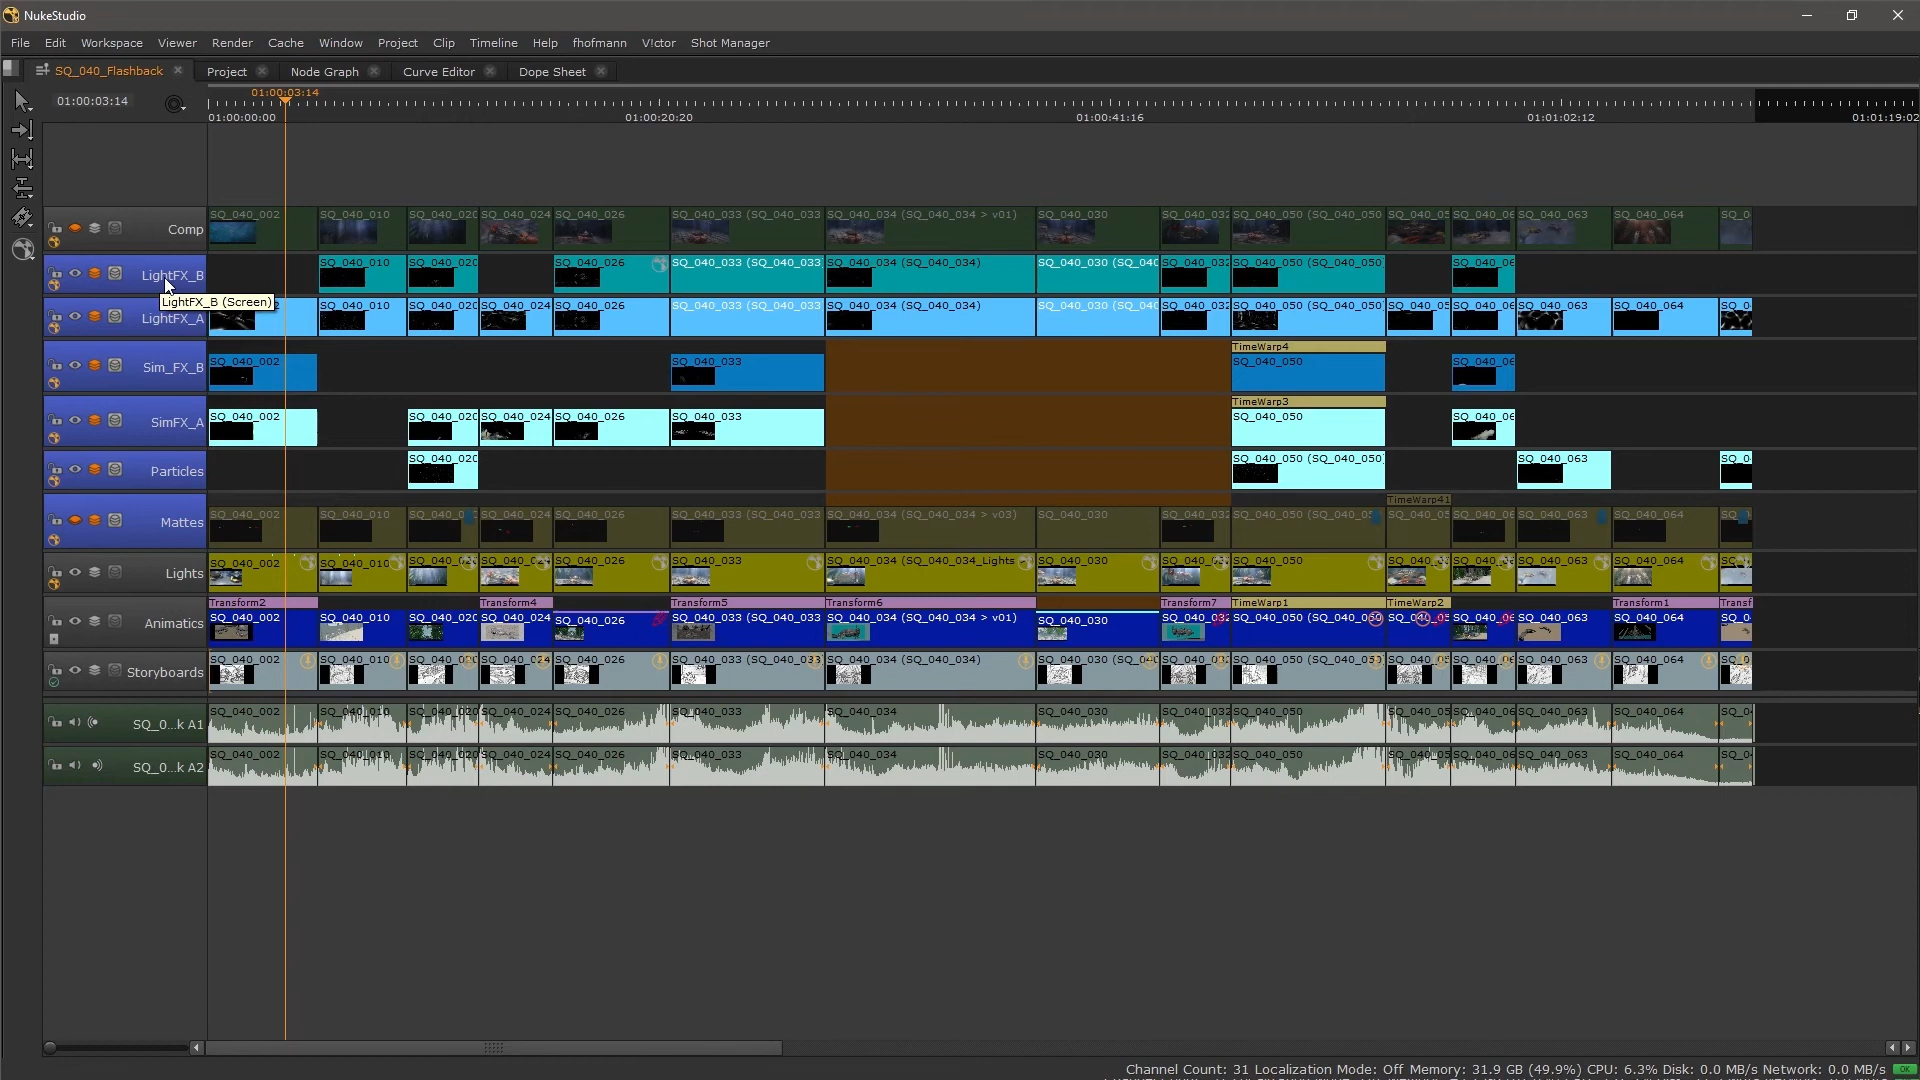 NukeStudio
File Edit Workspace Viewer Render Cache Window Project Clip Timeline Help fhofmann V!ctor Shot Manager
SQ_040_Flashback Project Node Graph Curve Editor Dope Sheet
01:00:03:14 01:00:03:14
01:00:00:00 01:00:20:20 01:00:41:16 01:01:02:12 01:01:19:02
Comp SQ_040_002 SQ_040_010 SQ_040_020 SQ_040_024 SQ_040_026 SQ_040_033 (SQ_040_033 SQ_040_034 (SQ_040_034 > v01) SQ_040_030 SQ_040_032 SQ_040_050 (SQ_040_050) SQ_040_05 SQ_040_06 SQ_040_063 SQ_040_064 SQ_0
LightFX_B SQ_040_010 SQ_040_020 SQ_040_026 SQ_040_033 (SQ_040_033 SQ_040_034 (SQ_040_034) SQ_040_030 (SQ_040 SQ_040_032 SQ_040_050 (SQ_040_050) SQ_040_06
LightFX_B (Screen)
LightFX_A 2 SQ_040_010 SQ_040_020 SQ_040_024 SQ_040_026 SQ_040_033 (SQ_040_033 SQ_040_034 (SQ_040_034) SQ_040_030 (SQ_040 SQ_040_032 SQ_040_050 (SQ_040_050) SQ_040_05 SQ_040_06 SQ_040_063 SQ_040_064 SQ_0
TimeWarp4
Sim_FX_B SQ_040_002 SQ_040_033 SQ_040_050 SQ_040_06
TimeWarp3
SimFX_A SQ_040_002 SQ_040_020 SQ_040_024 SQ_040_026 SQ_040_033 SQ_040_050 SQ_040_06
Particles SQ_040_020 SQ_040_050 (SQ_040_050) SQ_040_063 SQ_0
TimeWarp41
Mattes SQ_040_002 SQ_040_010 SQ_040_0 SQ_040_024 SQ_040_026 SQ_040_033 (SQ_040_033 SQ_040_034 (SQ_040_034 > v03) SQ_040_030 SQ_040_032 SQ_040_050 (SQ_040_05 SQ_040_05 SQ_040_06 SQ_040_063 SQ_040_064 SQ_0
Lights SQ_040_002 SQ_040_010 SQ_040_020 SQ_040_024 SQ_040_026 SQ_040_033 SQ_040_034 (SQ_040_034_Lights SQ_040_030 SQ_040_03 SQ_040_050 SQ_040_05 SQ_040_06 SQ_040_063 SQ_040_064 SQ_0
Transform2 Transform4 Transform5 Transform6 Transform7 TimeWarp1 TimeWarp2 Transform1 Transf
Animatics SQ_040_002 SQ_040_010 SQ_040_020 SQ_040_024 SQ_040_026 SQ_040_033 (SQ_040_033 SQ_040_034 (SQ_040_034 > v01) SQ_040_030 SQ_040_032 SQ_040_050 (SQ_040_050 SQ_040_05 SQ_040_06 SQ_040_063 SQ_040_064 SQ_0
Storyboards SQ_040_002 SQ_040_010 SQ_040_020 SQ_040_024 SQ_040_026 SQ_040_033 (SQ_040_033 SQ_040_034 (SQ_040_034) SQ_040_030 (SQ_040 SQ_040_032 SQ_040_050 (SQ_040_050) SQ_040_05 SQ_040_06 SQ_040_063 SQ_040_064 SQ_0
SQ_0...k A1 SQ_040_002 SQ_040_010 SQ_040_020 SQ_040_024 SQ_040_026 SQ_040_033 SQ_040_034 SQ_040_030 SQ_040_032 SQ_040_050 SQ_040_05 SQ_040_06 SQ_040_063 SQ_040_064 SQ_0
SQ_0...k A2 SQ_040_002 SQ_040_010 SQ_040_020 SQ_040_024 SQ_040_026 SQ_040_033 SQ_040_034 SQ_040_030 SQ_040_032 SQ_040_050 SQ_040_05 SQ_040_06 SQ_040_063 SQ_040_064 SQ_0
Channel Count: 31 Localization Mode: Off Memory: 31.9 GB (49.9%) CPU: 6.3% Disk: 0.0 MB/s Network: 0.0 MB/s OK